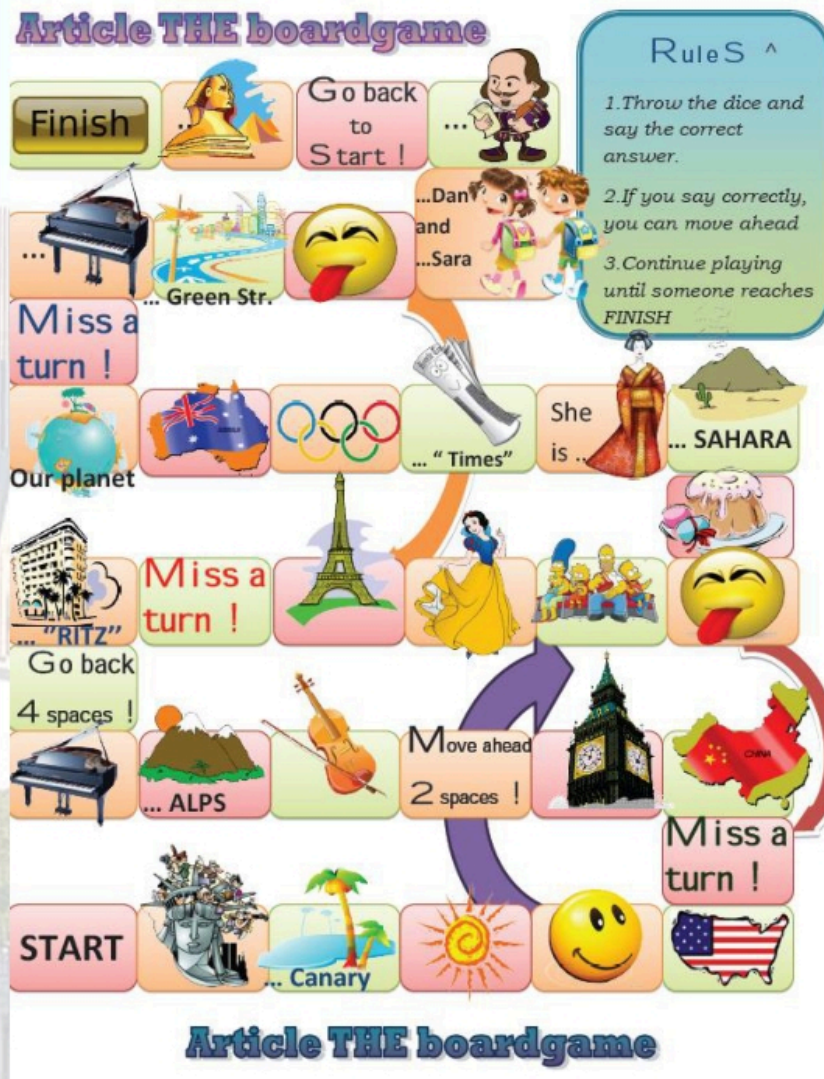 Article THE boardgame
RuleS ^
1.Throw the dice and
say the correct
answer.
2.If you say correctly,
you can move ahead
3.Continue playing
until someone reaches
FINISH
Finish
...
Go back
to
Start !
...
...
... Green Str.
...Dan
and
...Sara
Miss a
turn !
Our planet
... “ Times”
She
is ..
... SAHARA
... “RITZ”
Miss a
turn !
Go back
4 spaces !
... ALPS
Move ahead
2 spaces !
CHINA
Miss a
turn !
START
... Canary
Article THE boardgame